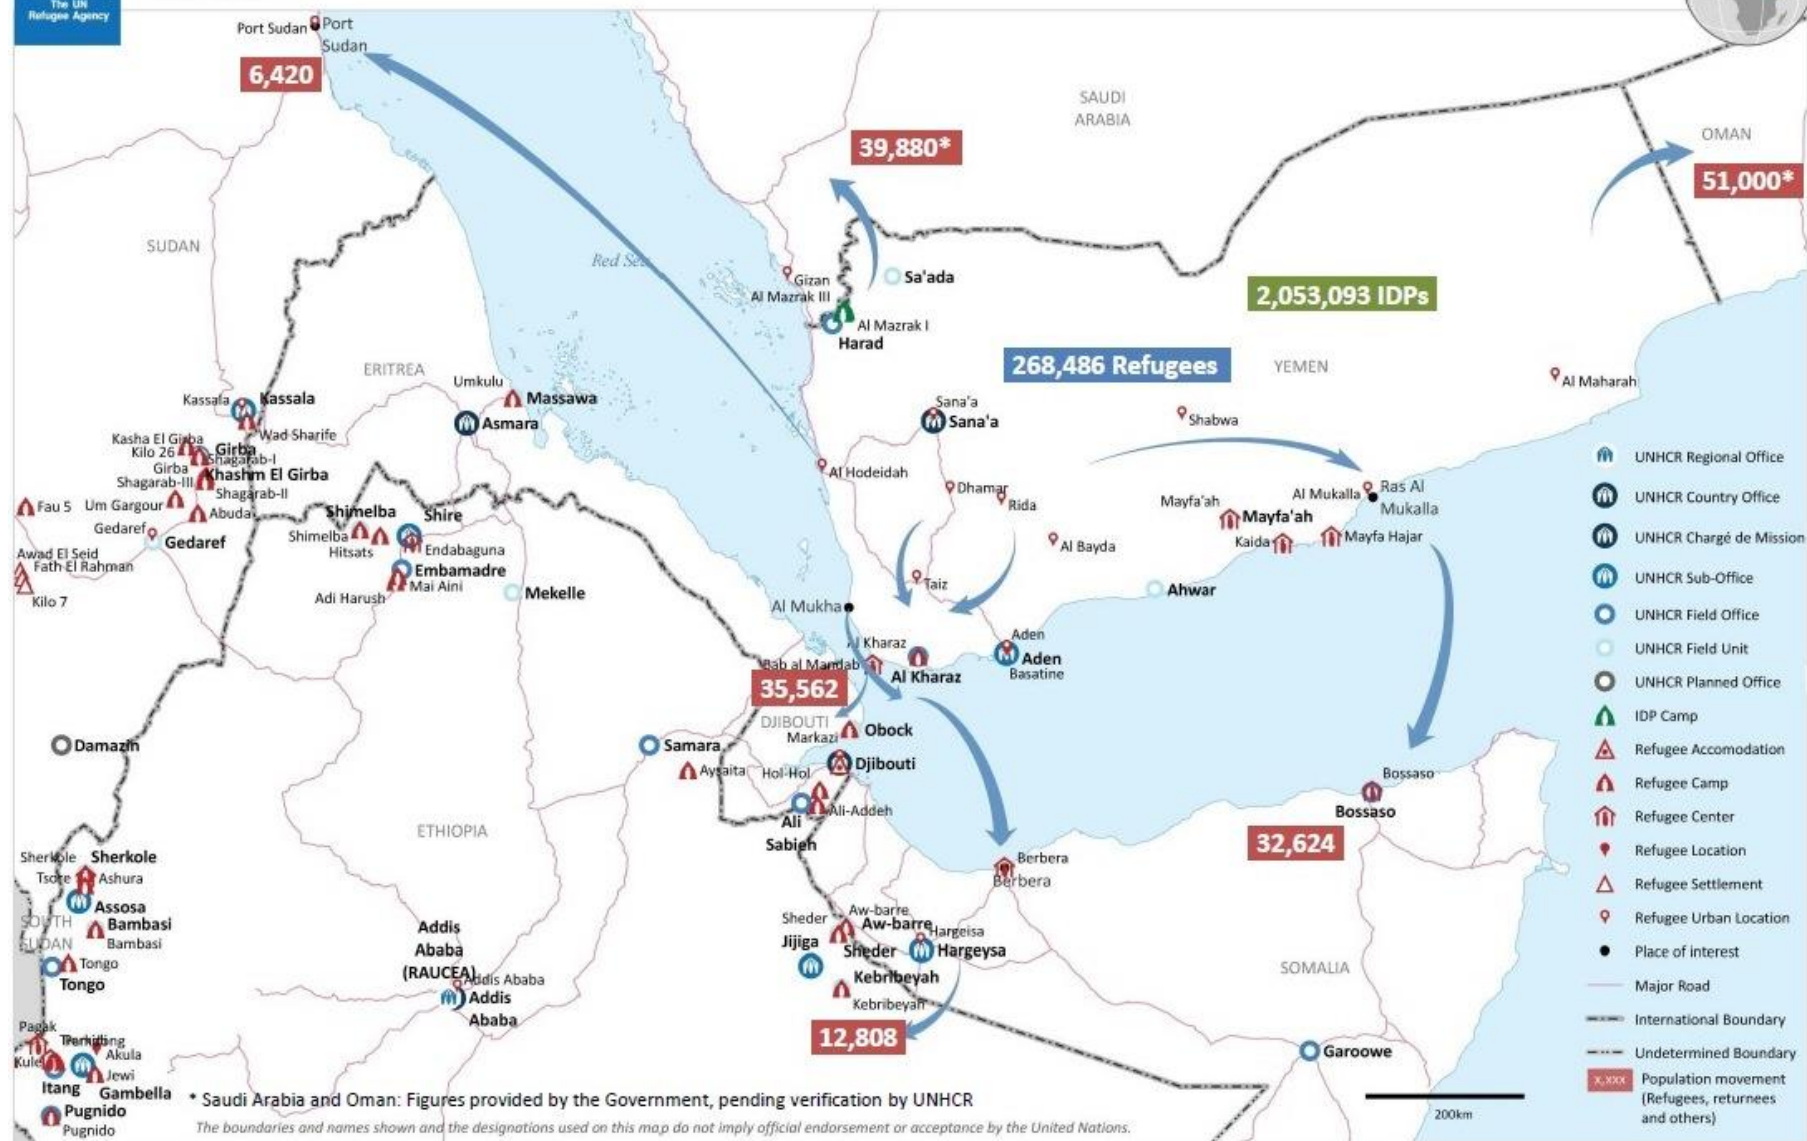 The UN
Refugee Agency
Port Sudan
Port
Sudan
6,420
SAUDI
ARABIA
39,880*
OMAN
51,000*
SUDAN
Red Sea
Gizan
Al Mazrak III
Sa'ada
Al Mazrak I
Harad
2,053,093 IDPs
268,486 Refugees
YEMEN
Al Maharah
ERITREA
Umkulu
Massawa
Asmara
Kassala
Kassala
Wad Sharife
Kasha El Girba
Kilo 26
Girba
Shagarab-I
Girba
Khashm El Girba
Shagarab-III
Shagarab-II
Fau 5
Um Gargour
Abuda
Gedaref
Gedaref
Awad El Seid
Fath El Rahman
Kilo 7
Sana'a
Sana'a
Shabwa
Al Hodeidah
Dhamar
Rida
Al Bayda
Mayfa'ah
Mayfa'ah
Al Mukalla
Ras Al
Mukalla
Kaida
Mayfa Hajar
Ahwar
Shimelba
Shire
Shimelba
Hitsats
Endabaguna
Embamadre
Mai Aini
Adi Harush
Mekelle
Taiz
Al Mukha
Al Kharaz
Bab al Mandab
Al Kharaz
Aden
Aden
Basatine
35,562
DJIBOUTI
Markazi
Obock
Djibouti
Hol-Hol
Ali-Addeh
Ali
Sabieh
Samara
Aysaita
Damazin
ETHIOPIA
Bossaso
Bossaso
32,624
Berbera
Berbera
Sherkole
Sherkole
Tsore
Ashura
Assosa
SOUTH
SUDAN
Bambasi
Bambasi
Tongo
Tongo
Addis
Ababa
(RAUCEA)
Addis Ababa
Addis
Ababa
Sheder
Aw-barre
Aw-barre
Sheder
Jijiga
Hargeisa
Hargeysa
Kebribeyah
Kebribeyah
12,808
SOMALIA
Garoowe
Pagak
Kule
Akula
Jewi
Itang
Gambella
Pugnido
Pugnido
UNHCR Regional Office
UNHCR Country Office
UNHCR Chargé de Mission
UNHCR Sub-Office
UNHCR Field Office
UNHCR Field Unit
UNHCR Planned Office
IDP Camp
Refugee Accomodation
Refugee Camp
Refugee Center
Refugee Location
Refugee Settlement
Refugee Urban Location
Place of interest
Major Road
International Boundary
Undetermined Boundary
x,xxx Population movement
(Refugees, returnees
and others)
200km
* Saudi Arabia and Oman: Figures provided by the Government, pending verification by UNHCR
The boundaries and names shown and the designations used on this map do not imply official endorsement or acceptance by the United Nations.